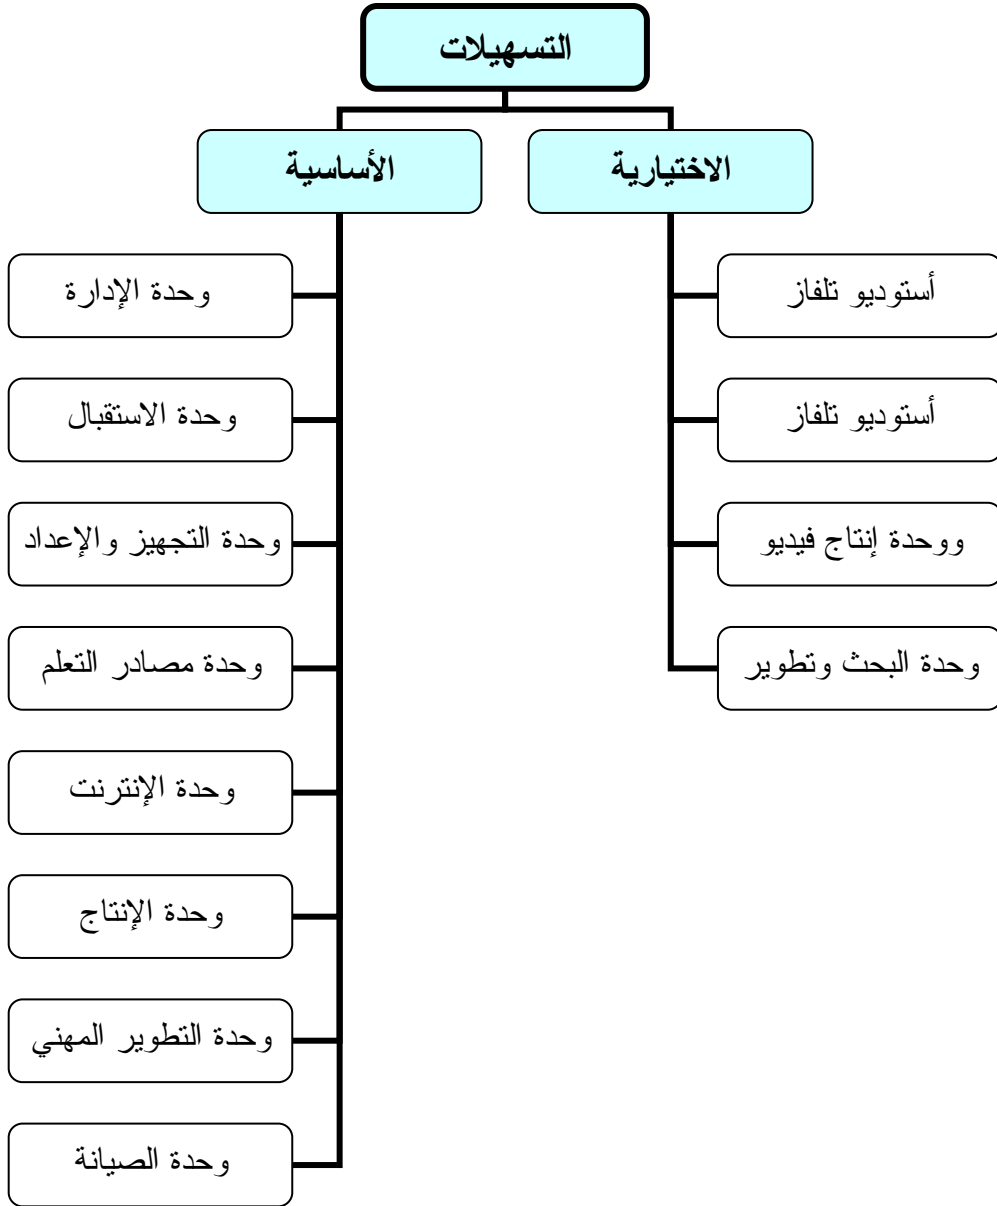 التسهيلات
الاختيارية
أستوديو تلفاز
أستوديو تلفاز
ووحدة إنتاج فيديو
وحدة البحث وتطوير
الأساسية
وحدة الإدارة
وحدة الاستقبال
وحدة التجهيز والإعداد
وحدة مصادر التعلم
وحدة الإنترنت
وحدة الإنتاج
وحدة التطوير المهني
وحدة الصيانة